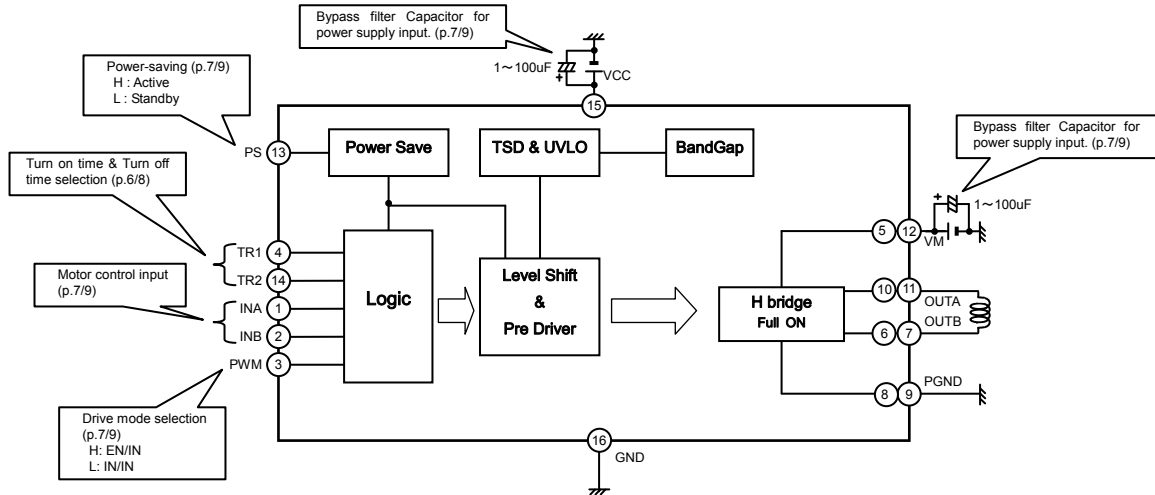 Bypass filter Capacitor for
power supply input. (p.7/9)
Power-saving (p.7/9)
H : Active
L : Standby
1～100uF
+
VCC
15
Bypass filter Capacitor for
power supply input. (p.7/9)
PS
13
Power Save
TSD & UVLO
BandGap
Turn on time & Turn off
time selection (p.6/8)
+
1～100uF
5
12
VM
TR1
4
TR2
14
Motor control input
(p.7/9)
INA
1
INB
2
PWM
3
Logic
Level Shift
&
Pre Driver
H bridge
Full ON
10
11
OUTA
OUTB
6
7
8
9
PGND
Drive mode selection
(p.7/9)
H: EN/IN
L: IN/IN
16
GND